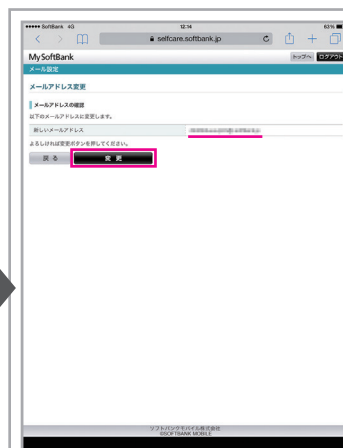 SoftBank 4G 12:14 63%
selfcare.softbank.jp
My SoftBank トップへ ログアウト
メール設定
メールアドレス変更
メールアドレスの確認
以下のメールアドレスに変更します。
新しいメールアドレス
よろしければ変更ボタンを押してください。
戻る 変更
ソフトバンクモバイル株式会社
©SOFTBANK MOBILE